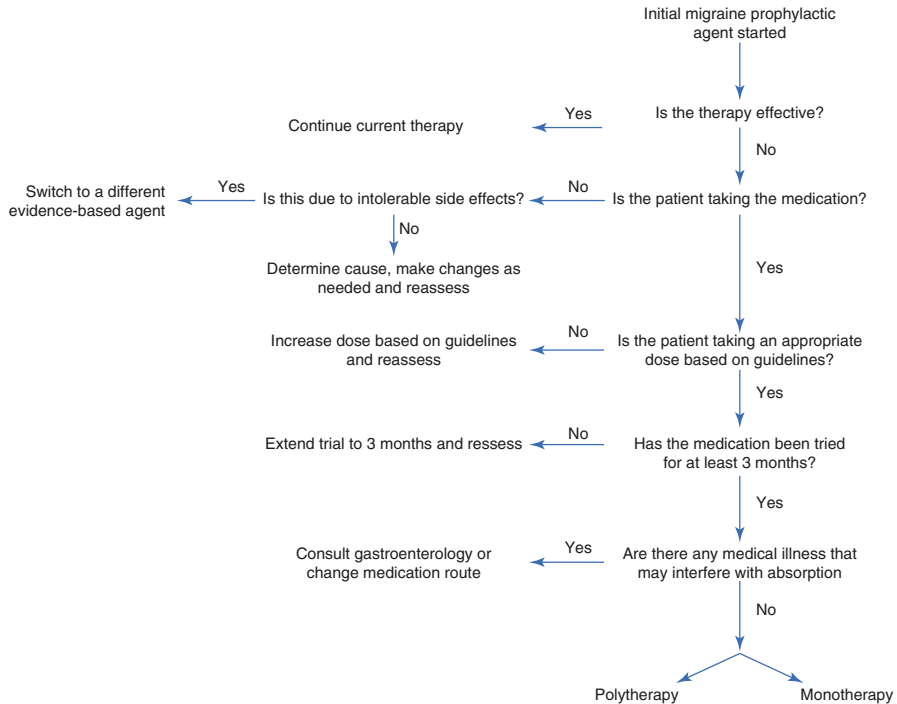 Initial migraine prophylactic
agent started
Is the therapy effective?
Yes
Continue current therapy
No
Is the patient taking the medication?
No
Is this due to intolerable side effects?
Yes
Switch to a different
evidence-based agent
No
Determine cause, make changes as
needed and reassess
Yes
Is the patient taking an appropriate
dose based on guidelines?
No
Increase dose based on guidelines
and reassess
Yes
Has the medication been tried
for at least 3 months?
No
Extend trial to 3 months and ressess
Yes
Are there any medical illness that
may interfere with absorption
Yes
Consult gastroenterology or
change medication route
No
Polytherapy
Monotherapy